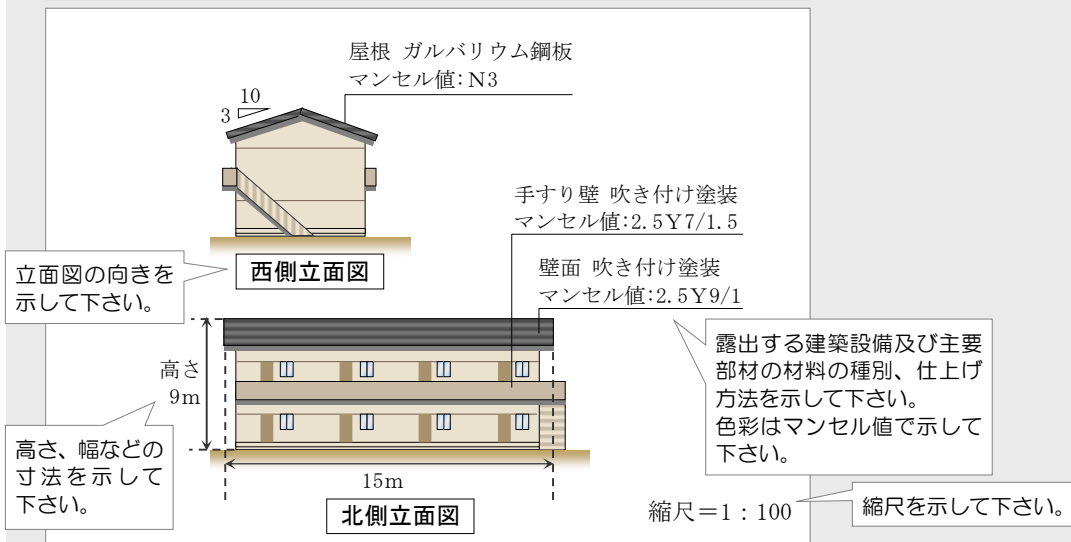 屋根 ガルバリウム鋼板
マンセル値:N3
10
3
手すり壁 吹き付け塗装
マンセル値:2.5Y7/1.5
西側立面図
立面図の向きを
示して下さい。
壁面 吹き付け塗装
マンセル値:2.5Y9/1
高さ
9m
露出する建築設備及び主要
部材の材料の種別、仕上げ
方法を示して下さい。
色彩はマンセル値で示して
下さい。
高さ、幅などの
寸法を示して
下さい。
15m
北側立面図
縮尺=1:100
縮尺を示して下さい。